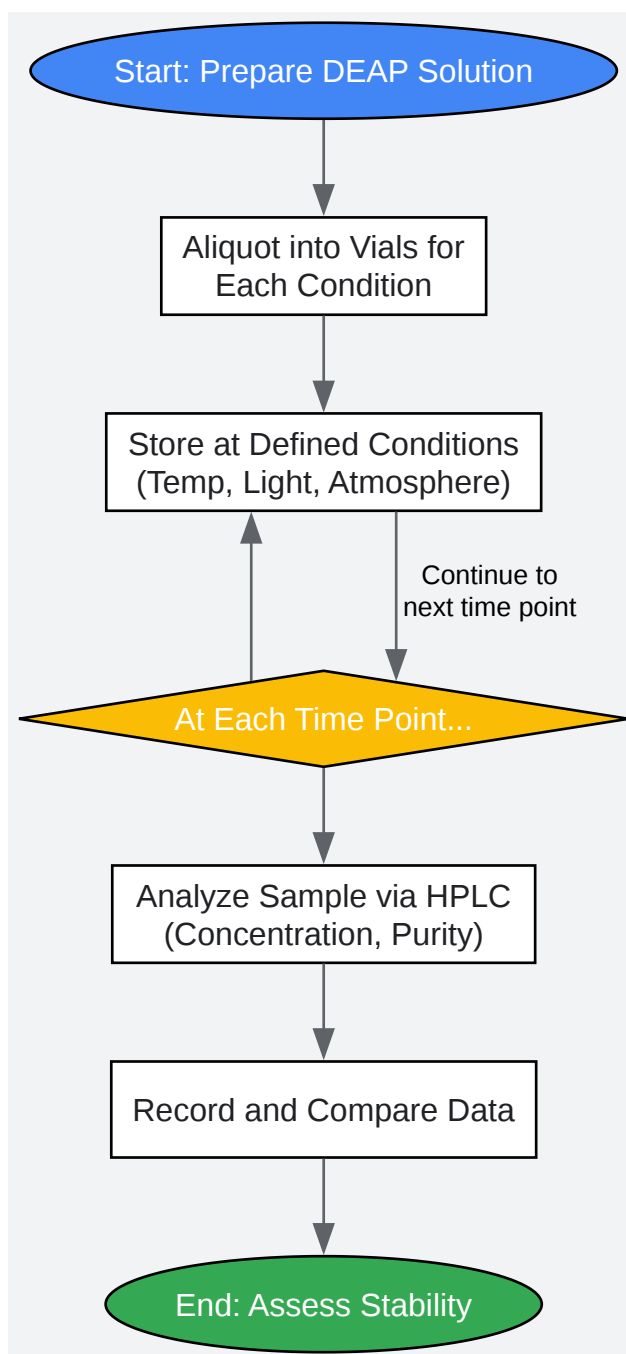 Start: Prepare DEAP Solution
Aliquot into Vials for
Each Condition
Store at Defined Conditions
(Temp, Light, Atmosphere)
Continue to
next time point
At Each Time Point...
Analyze Sample via HPLC
(Concentration, Purity)
Record and Compare Data
End: Assess Stability